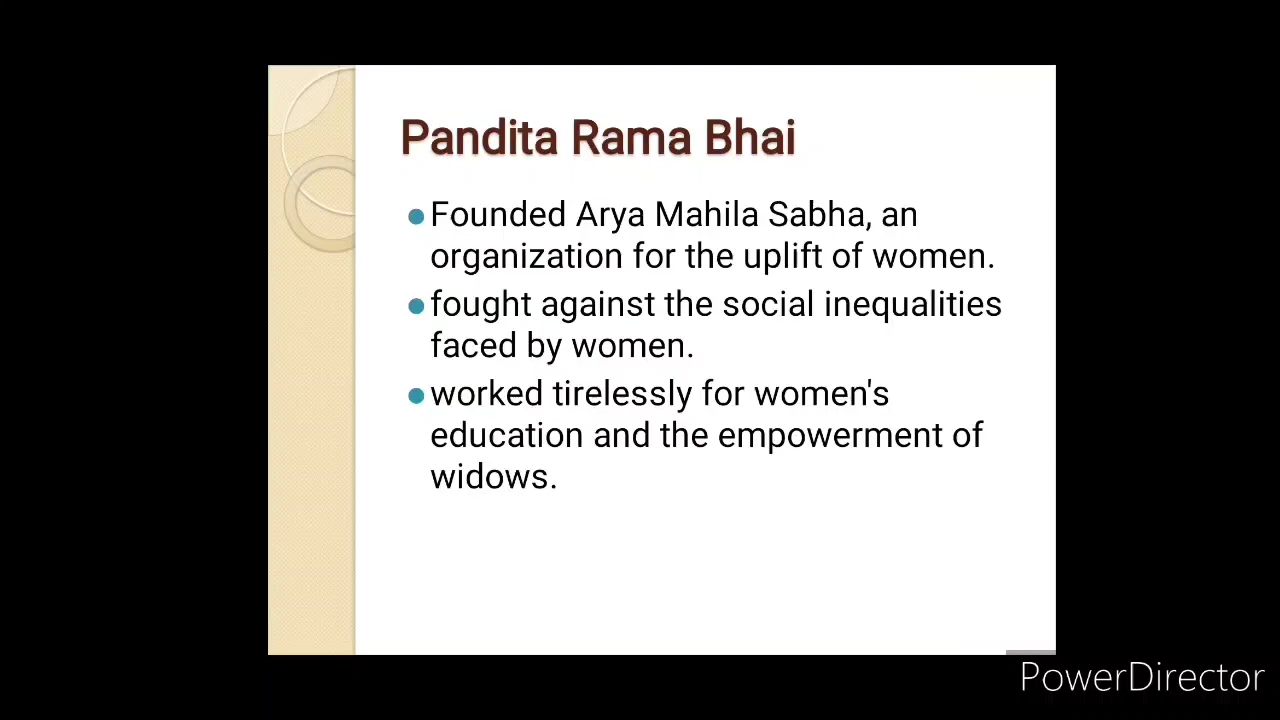 Pandita Rama Bhai
●Founded Arya Mahila Sabha, an
organization for the uplift of women.
●fought against the social inequalities
faced by women.
●worked tirelessly for women's
education and the empowerment of
widows.
PowerDirector